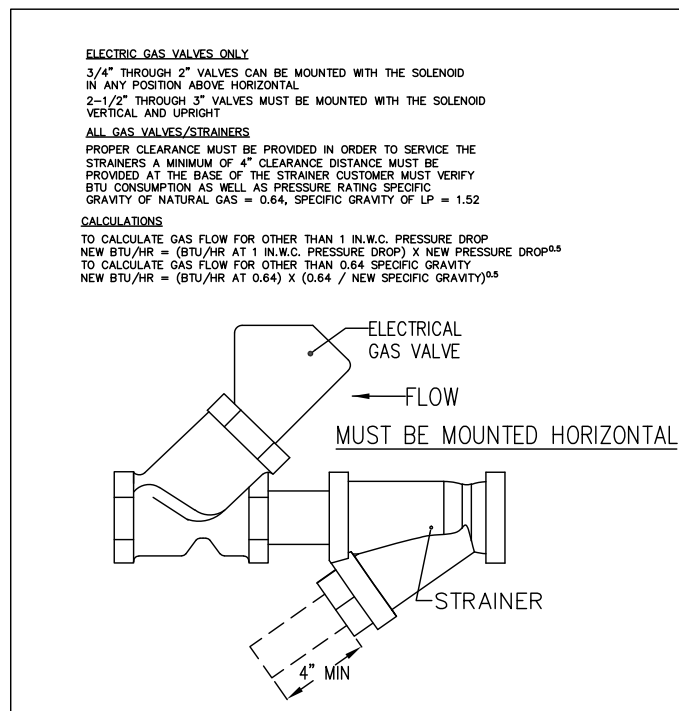 ELECTRIC GAS VALVES ONLY
3/4" THROUGH 2" VALVES CAN BE MOUNTED WITH THE SOLENOID
IN ANY POSITION ABOVE HORIZONTAL
2-1/2" THROUGH 3" VALVES MUST BE MOUNTED WITH THE SOLENOID
VERTICAL AND UPRIGHT
ALL GAS VALVES/STRAINERS
PROPER CLEARANCE MUST BE PROVIDED IN ORDER TO SERVICE THE
STRAINERS A MINIMUM OF 4" CLEARANCE DISTANCE MUST BE
PROVIDED AT THE BASE OF THE STRAINER CUSTOMER MUST VERIFY
BTU CONSUMPTION AS WELL AS PRESSURE RATING SPECIFIC
GRAVITY OF NATURAL GAS = 0.64, SPECIFIC GRAVITY OF LP = 1.52
CALCULATIONS
TO CALCULATE GAS FLOW FOR OTHER THAN 1 IN.W.C. PRESSURE DROP
NEW BTU/HR = (BTU/HR AT 1 IN.W.C. PRESSURE DROP) X NEW PRESSURE DROP^0.5
TO CALCULATE GAS FLOW FOR OTHER THAN 0.64 SPECIFIC GRAVITY
NEW BTU/HR = (BTU/HR AT 0.64) X (0.64 / NEW SPECIFIC GRAVITY)^0.5
ELECTRICAL
GAS VALVE
FLOW
MUST BE MOUNTED HORIZONTAL
STRAINER
4" MIN